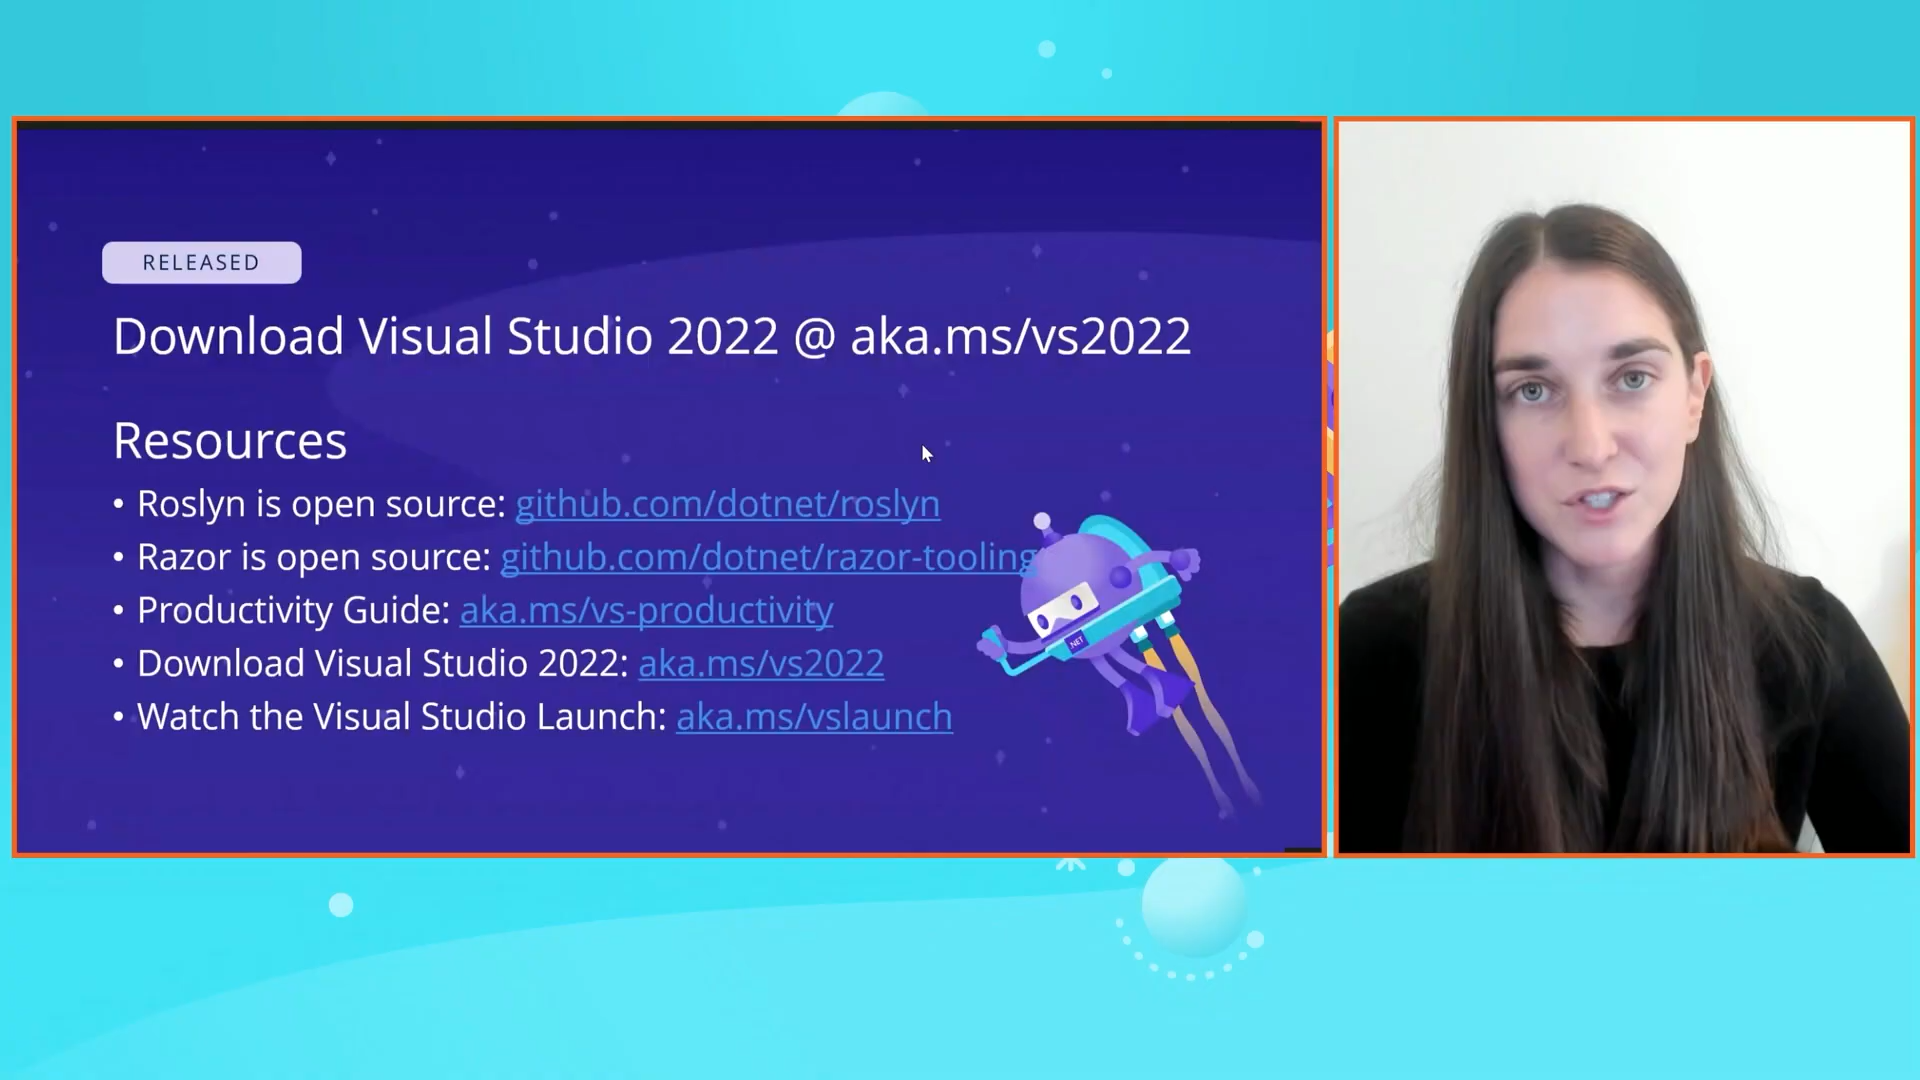 RELEASED
Download Visual Studio 2022 @ aka.ms/vs2022
Resources
• Roslyn is open source: github.com/dotnet/roslyn
• Razor is open source: github.com/dotnet/razor-tooling
• Productivity Guide: aka.ms/vs-productivity
• Download Visual Studio 2022: aka.ms/vs2022
• Watch the Visual Studio Launch: aka.ms/vslaunch
.NET